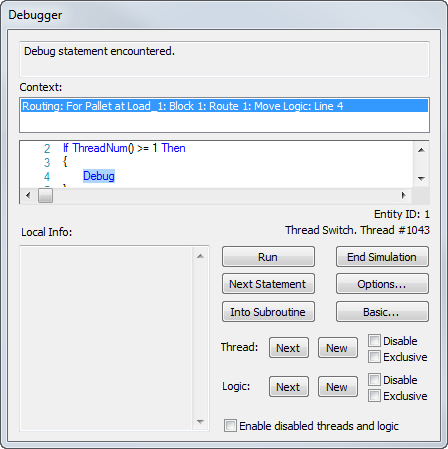 Debugger
Debug statement encountered.
Context:
Routing: For Pallet at Load_1: Block 1: Route 1: Move Logic: Line 4
2 If ThreadNum() >= 1 Then
3 {
4 Debug
}
Entity ID: 1
Local Info:
Thread Switch. Thread #1043
Run
End Simulation
Next Statement
Options...
Into Subroutine
Basic...
Thread:
Next
New
Disable
Exclusive
Logic:
Next
New
Disable
Exclusive
Enable disabled threads and logic